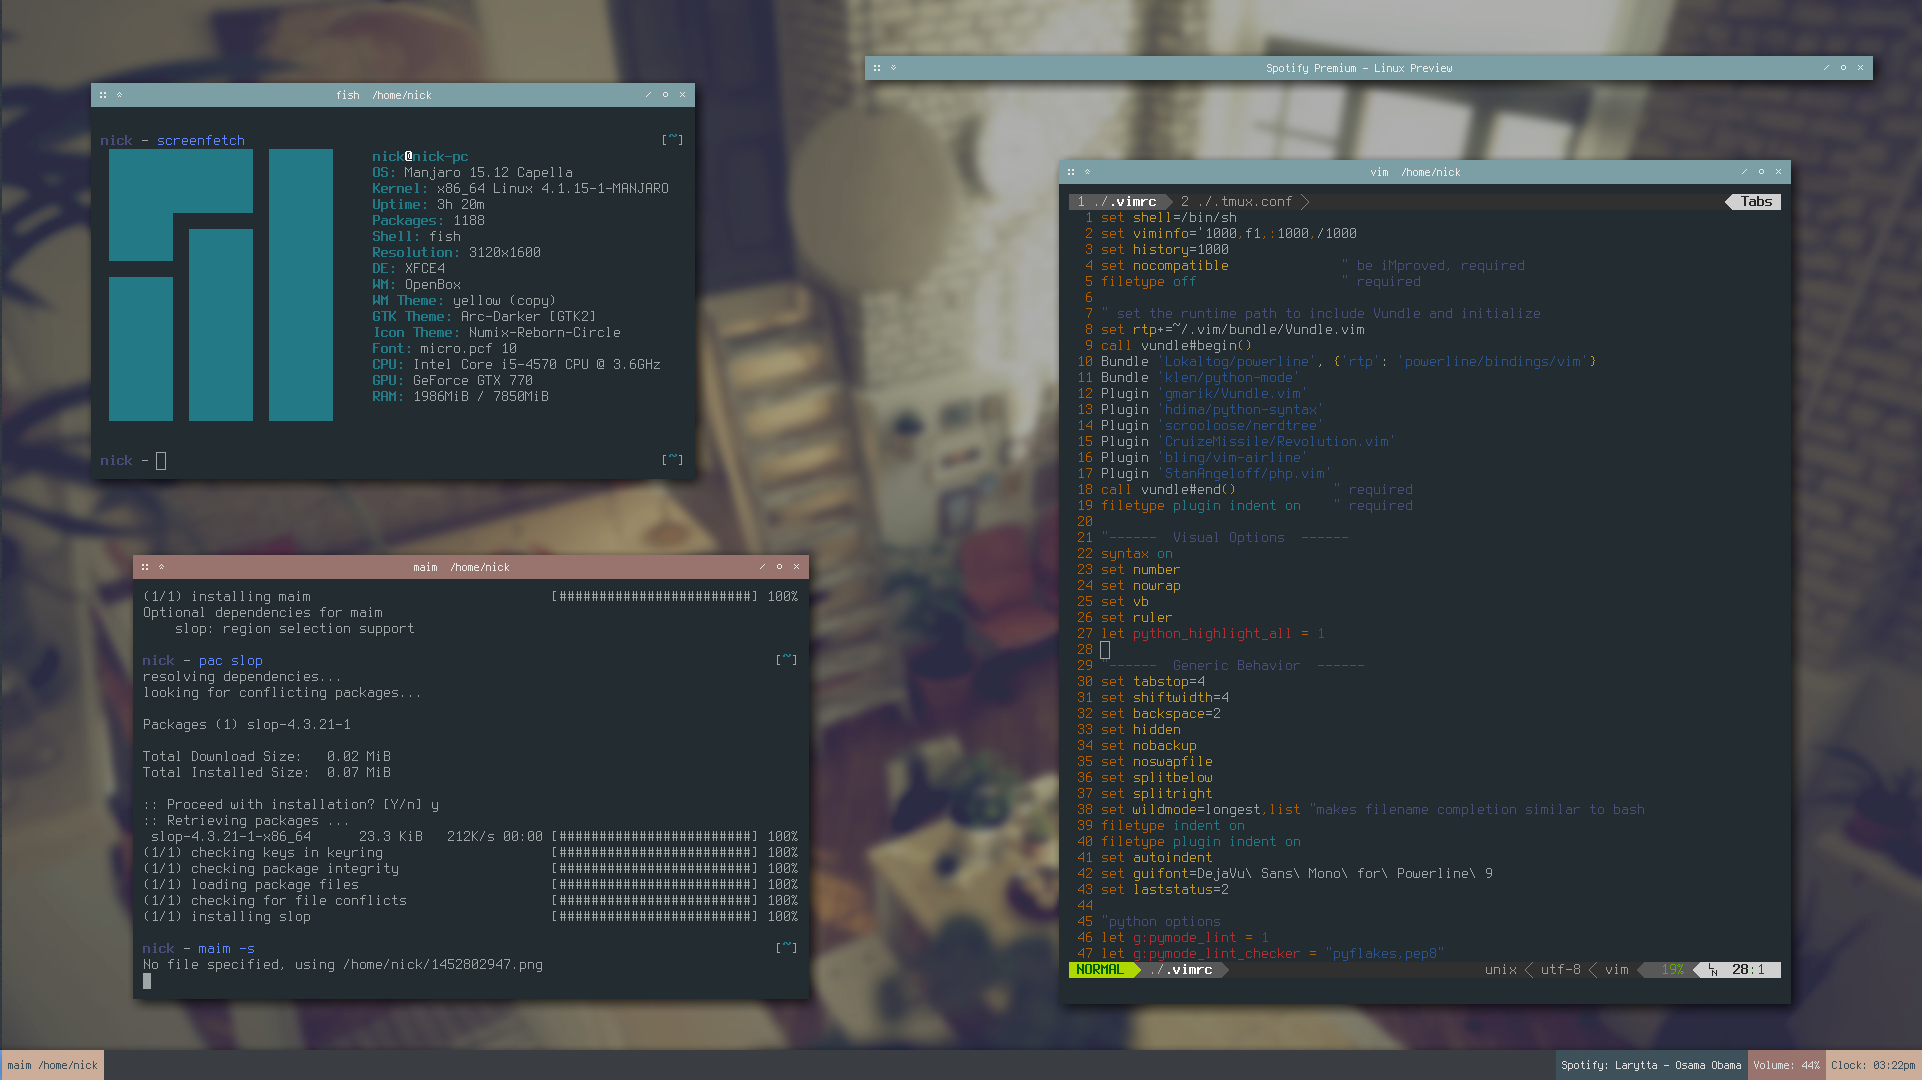 Spotify Premium - Linux Preview
fish /home/nick
nick - screenfetch [~]
nick@nick-pc
OS: Manjaro 15.12 Capella
Kernel: x86_64 Linux 4.1.15-1-MANJARO
Uptime: 3h 20m
Packages: 1188
Shell: fish
Resolution: 3120x1600
DE: XFCE4
WM: OpenBox
WM Theme: yellow (copy)
GTK Theme: Arc-Darker [GTK2]
Icon Theme: Numix-Reborn-Circle
Font: micro.pcf 10
CPU: Intel Core i5-4570 CPU @ 3.6GHz
GPU: GeForce GTX 770
RAM: 1986MiB / 7850MiB
nick - [~]
maim /home/nick
(1/1) installing maim [########################] 100%
Optional dependencies for maim
slop: region selection support
nick - pac slop [~]
resolving dependencies...
looking for conflicting packages...
Packages (1) slop-4.3.21-1
Total Download Size: 0.02 MiB
Total Installed Size: 0.07 MiB
:: Proceed with installation? [Y/n] y
:: Retrieving packages ...
slop-4.3.21-1-x86_64 23.3 KiB 212K/s 00:00 [########################] 100%
(1/1) checking keys in keyring [########################] 100%
(1/1) checking package integrity [########################] 100%
(1/1) loading package files [########################] 100%
(1/1) checking for file conflicts [########################] 100%
(1/1) installing slop [########################] 100%
nick - maim -s [~]
No file specified, using /home/nick/1452802947.png
vim /home/nick
1 ./.vimrc 2 ./.tmux.conf Tabs
1 set shell=/bin/sh
2 set viminfo='1000,f1,:1000,/1000
3 set history=1000
4 set nocompatible " be iMproved, required
5 filetype off " required
6
7 " set the runtime path to include Vundle and initialize
8 set rtp+=~/.vim/bundle/Vundle.vim
9 call vundle#begin()
10 Bundle 'Lokaltog/powerline', {'rtp': 'powerline/bindings/vim'}
11 Bundle 'klen/python-mode'
12 Plugin 'gmarik/Vundle.vim'
13 Plugin 'hdima/python-syntax'
14 Plugin 'scrooloose/nerdtree'
15 Plugin 'CruizeMissile/Revolution.vim'
16 Plugin 'bling/vim-airline'
17 Plugin 'StanAngeloff/php.vim'
18 call vundle#end() " required
19 filetype plugin indent on " required
20
21 "------ Visual Options ------
22 syntax on
23 set number
24 set nowrap
25 set vb
26 set ruler
27 let python_highlight_all = 1
28
29 "------ Generic Behavior ------
30 set tabstop=4
31 set shiftwidth=4
32 set backspace=2
33 set hidden
34 set nobackup
35 set noswapfile
36 set splitbelow
37 set splitright
38 set wildmode=longest,list "makes filename completion similar to bash
39 filetype indent on
40 filetype plugin indent on
41 set autoindent
42 set guifont=DejaVu\ Sans\ Mono\ for\ Powerline\ 9
43 set laststatus=2
44
45 "python options
46 let g:pymode_lint = 1
47 let g:pymode_lint_checker = "pyflakes,pep8"
NORMAL ./.vimrc unix utf-8 vim 19% LN 28:1
maim /home/nick
Spotify: Larytta - Osama Obama Volume: 44% Clock: 03:22pm